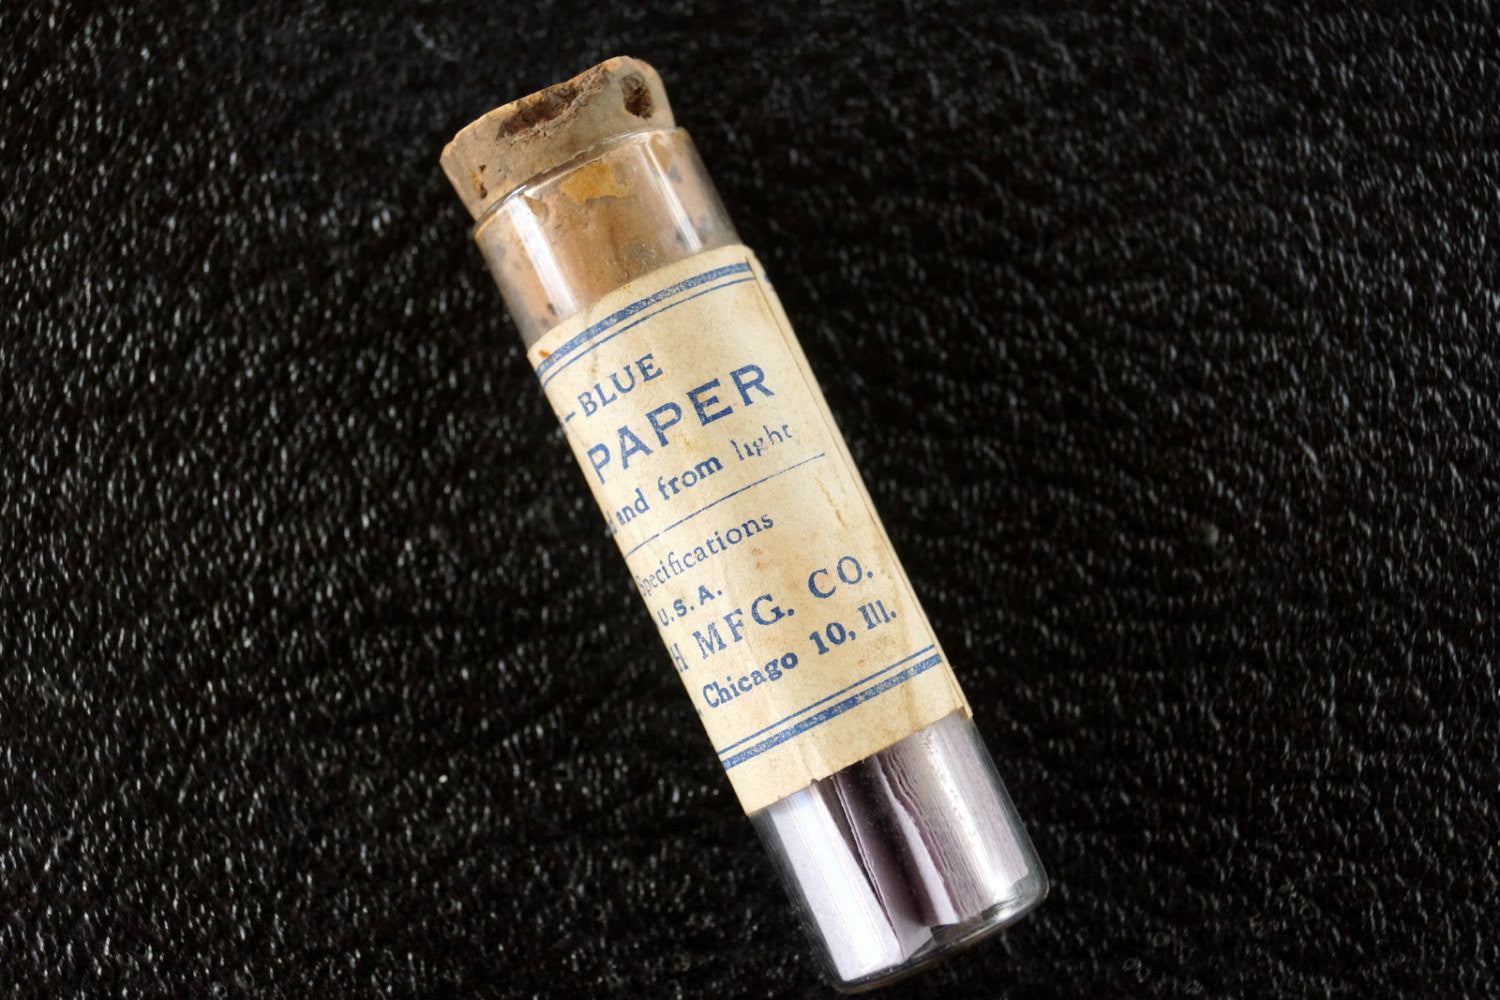 —BLUE
PAPER
and from light
Specifications
U.S.A.
H MFG. CO.
Chicago 10, Ill.